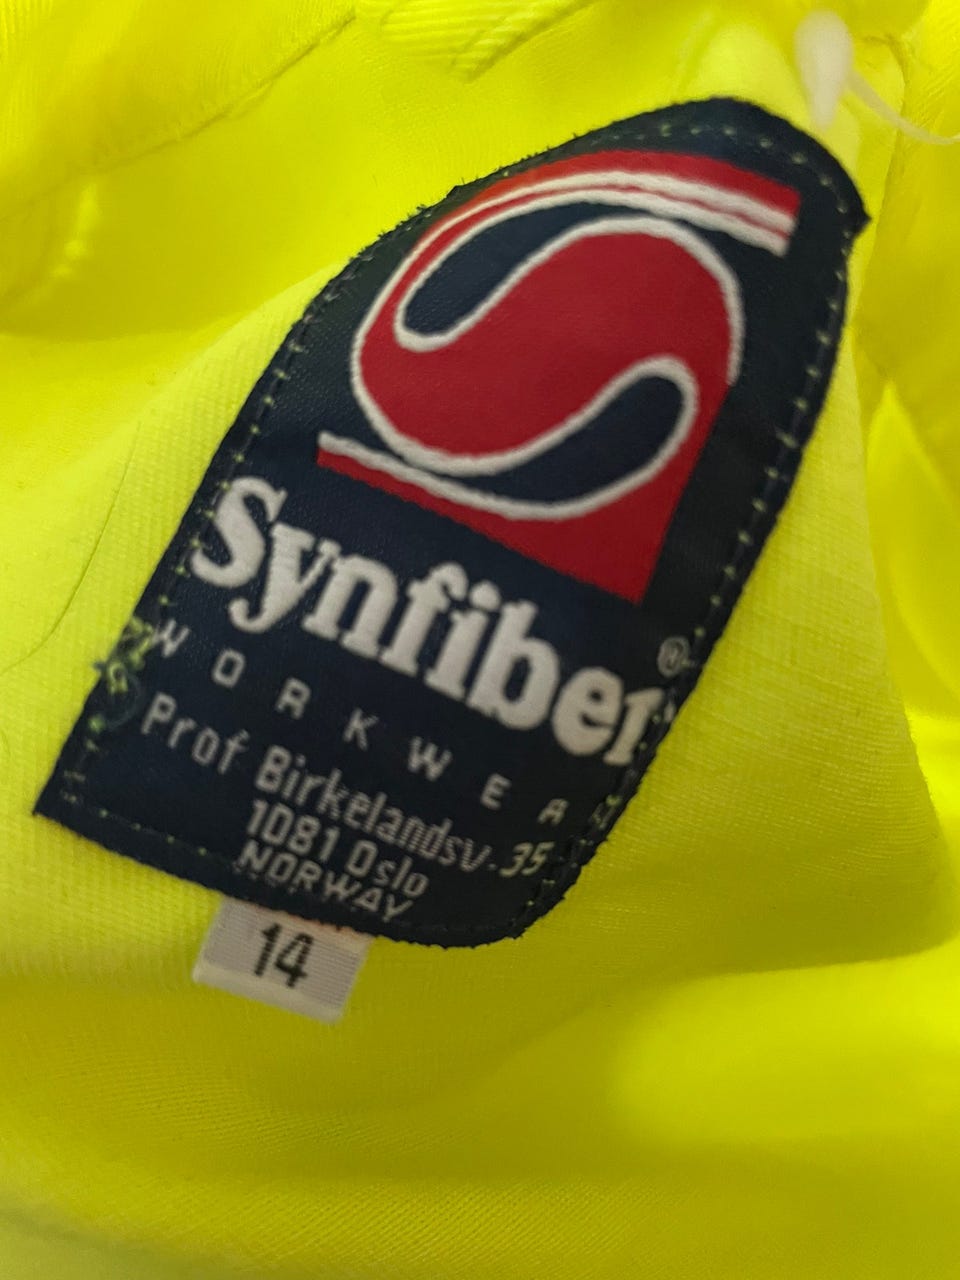 Synfiber®
WORKWEAR
Prof Birkelandsv. 35
1081 Oslo
NORWAY
14